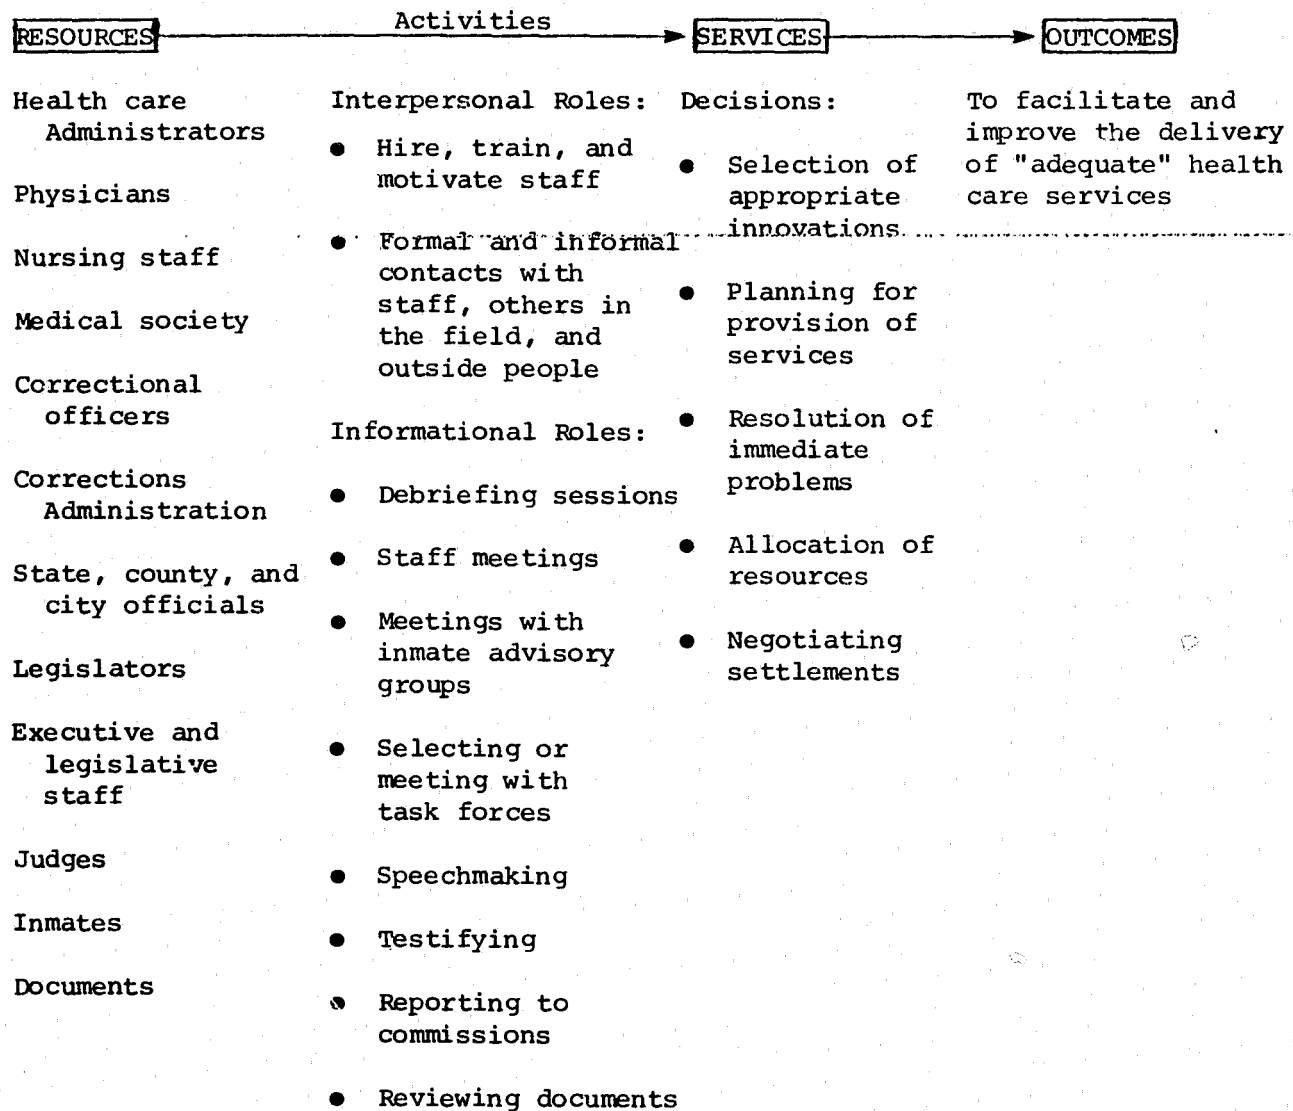 Activities
RESOURCES
SERVICES
OUTCOMES
Health care
Administrators
Physicians
Nursing staff
Medical society
Correctional
officers
Corrections
Administration
State, county, and
city officials
Legislators
Executive and
legislative
staff
Judges
Inmates
Documents
Interpersonal Roles:
● Hire, train, and
motivate staff
● Formal and informal
contacts with
staff, others in
the field, and
outside people
Informational Roles:
● Debriefing sessions
● Staff meetings
● Meetings with
inmate advisory
groups
● Selecting or
meeting with
task forces
● Speechmaking
● Testifying
● Reporting to
commissions
● Reviewing documents
Decisions:
● Selection of
appropriate
innovations
● Planning for
provision of
services
● Resolution of
immediate
problems
● Allocation of
resources
● Negotiating
settlements
To facilitate and
improve the delivery
of "adequate" health
care services